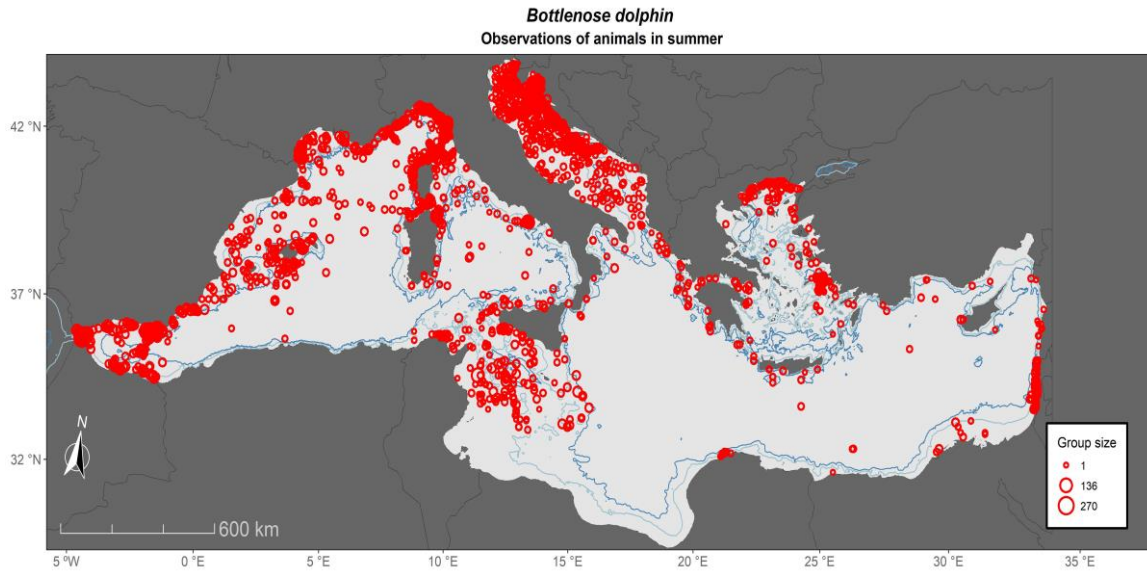 Bottlenose dolphin
Observations of animals in summer
42 °N
37 °N
32 °N
N
600 km
Group size
1
136
270
5 °W
0 °E
5 °E
10 °E
15 °E
20 °E
25 °E
30 °E
35 °E